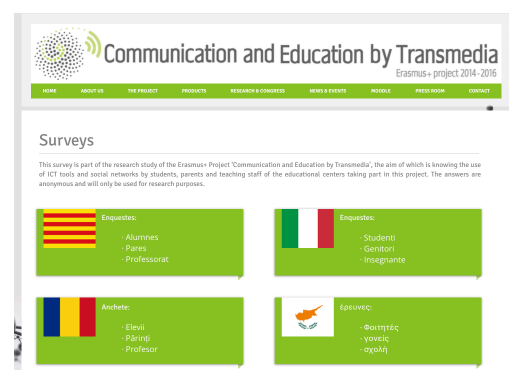 Communication and Education by Transmedia
Erasmus+ project 2014-2016
HOME ABOUT US THE PROJECT PRODUCTS RESEARCH & CONGRESS NEWS & EVENTS MOODLE PRESS ROOM CONTACT
Surveys
This survey is part of the research study of the Erasmus+ Project 'Communication and Education by Transmedia', the aim of which is knowing the use
of ICT tools and social networks by students, parents and teaching staff of the educational centers taking part in this project. The answers are
anonymous and will only be used for research purposes.
Enquestes:
· Alumnes
· Pares
· Professorat
Enquestes:
· Studenti
· Genitori
· Insegnante
Anchete:
· Elevii
· Părinți
· Profesor
έρευνες:
· Φοιτητές
· γονείς
· σχολή